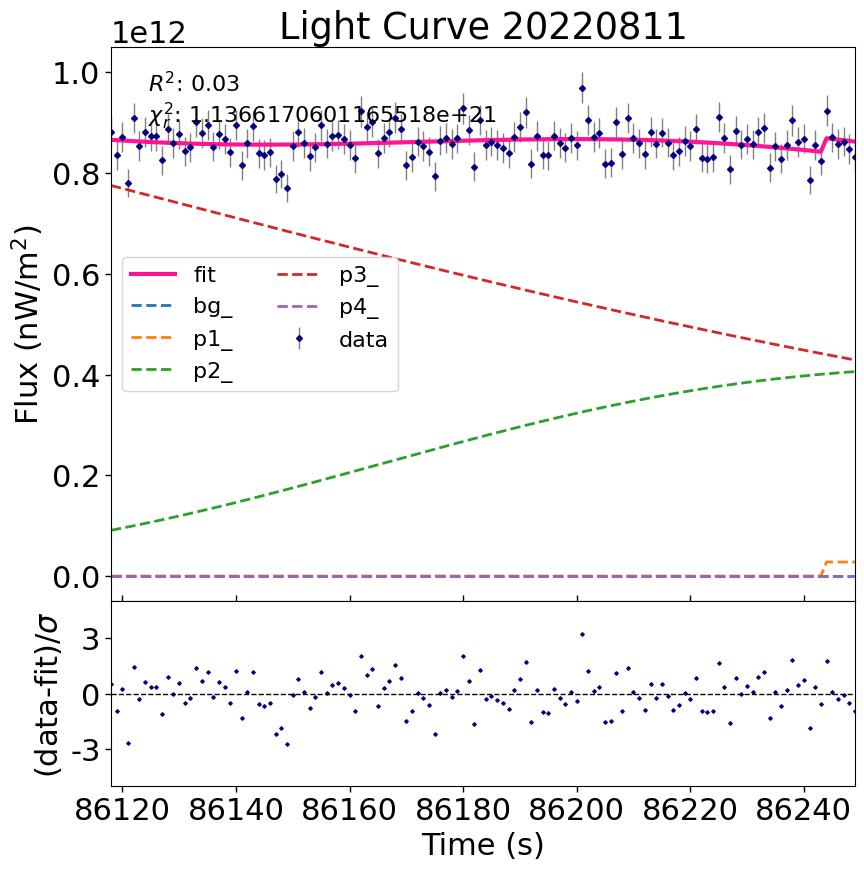 1e12
Light Curve 20220811
R²: 0.03
χ²ᵣ: 1.1366170601165518e+21
Flux (nW/m²)
1.0
0.8
0.6
0.4
0.2
0.0
fit
bg_
p1_
p2_
p3_
p4_
data
(data-fit)/σ
3
0
-3
86120 86140 86160 86180 86200 86220 86240
Time (s)